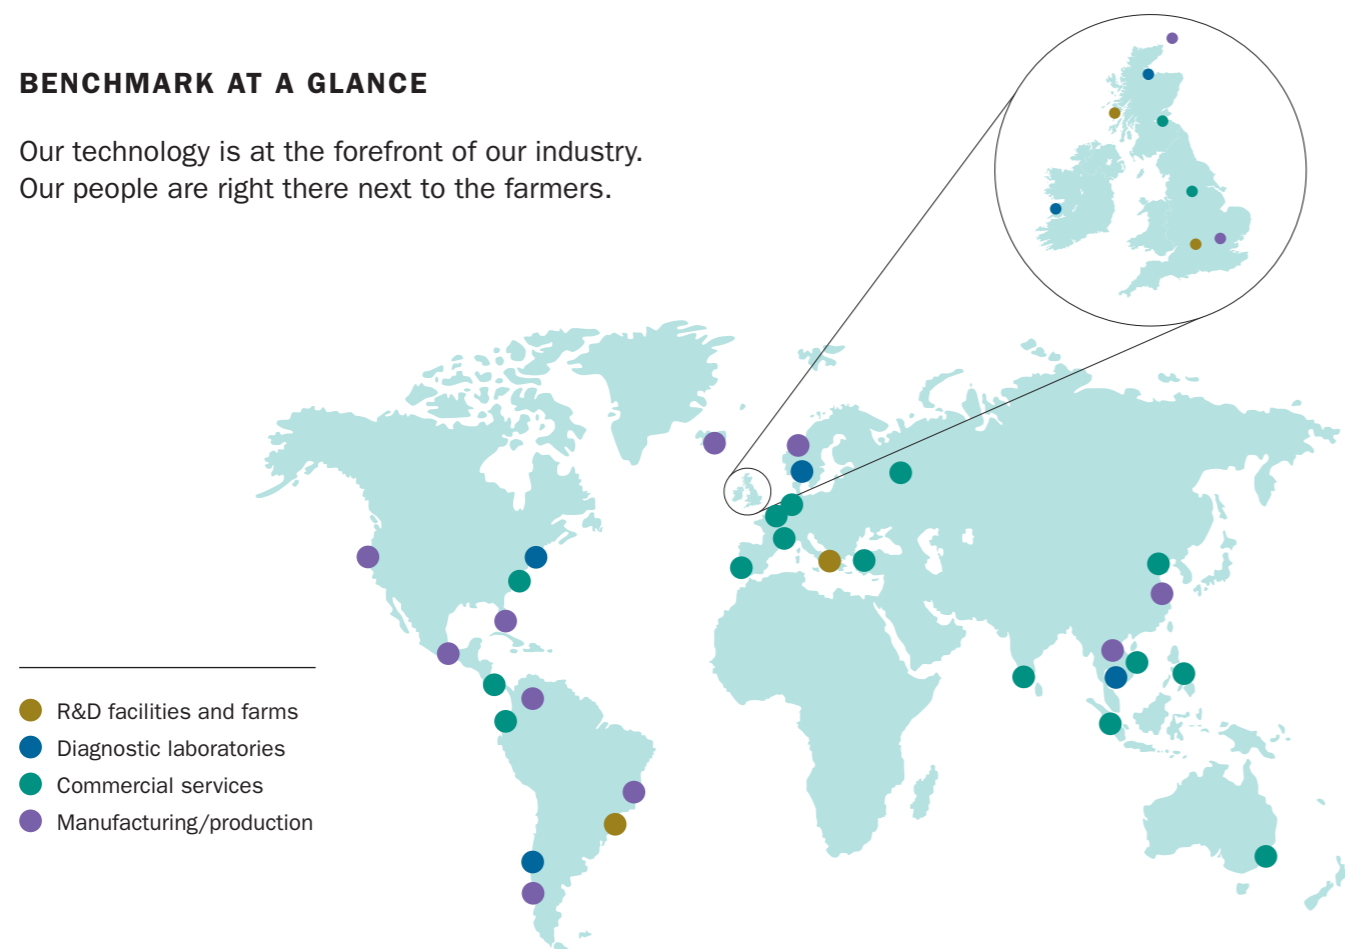 BENCHMARK AT A GLANCE
Our technology is at the forefront of our industry.
Our people are right there next to the farmers.
R&D facilities and farms
Diagnostic laboratories
Commercial services
Manufacturing/production